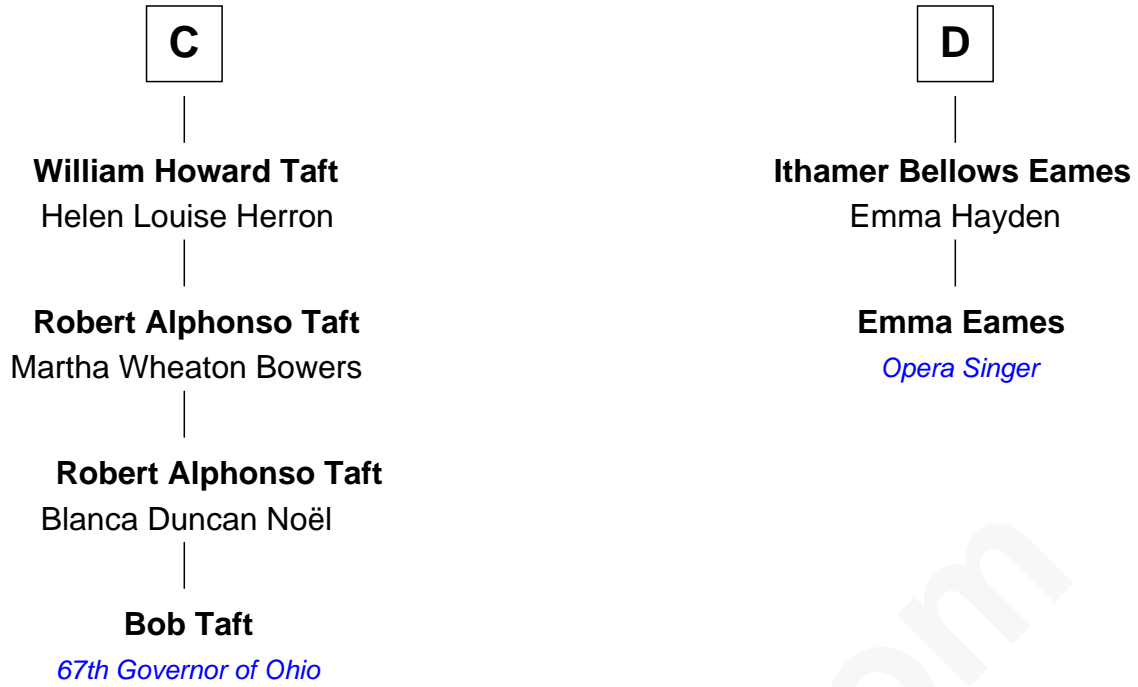 C
William Howard Taft
Helen Louise Herron
Robert Alphonso Taft
Martha Wheaton Bowers
Robert Alphonso Taft
Blanca Duncan Noël
Bob Taft
67th Governor of Ohio
D
Ithamer Bellows Eames
Emma Hayden
Emma Eames
Opera Singer
om